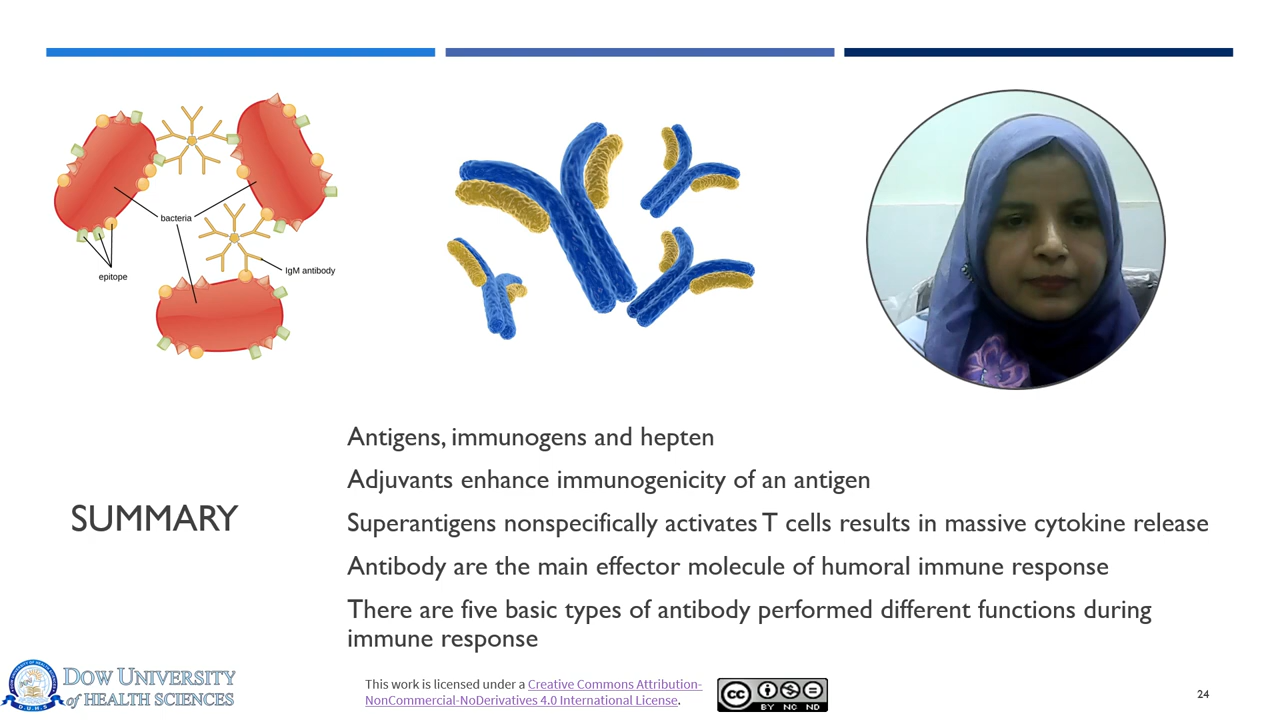 bacteria
epitope
IgM antibody
Antigens, immunogens and hepten
Adjuvants enhance immunogenicity of an antigen
SUMMARY
Superantigens nonspecifically activates T cells results in massive cytokine release
Antibody are the main effector molecule of humoral immune response
There are five basic types of antibody performed different functions during
immune response
DOW UNIVERSITY
of HEALTH SCIENCES
D.U.H.S
This work is licensed under a Creative Commons Attribution-
NonCommercial-NoDerivatives 4.0 International License.
cc
BY NC ND
24